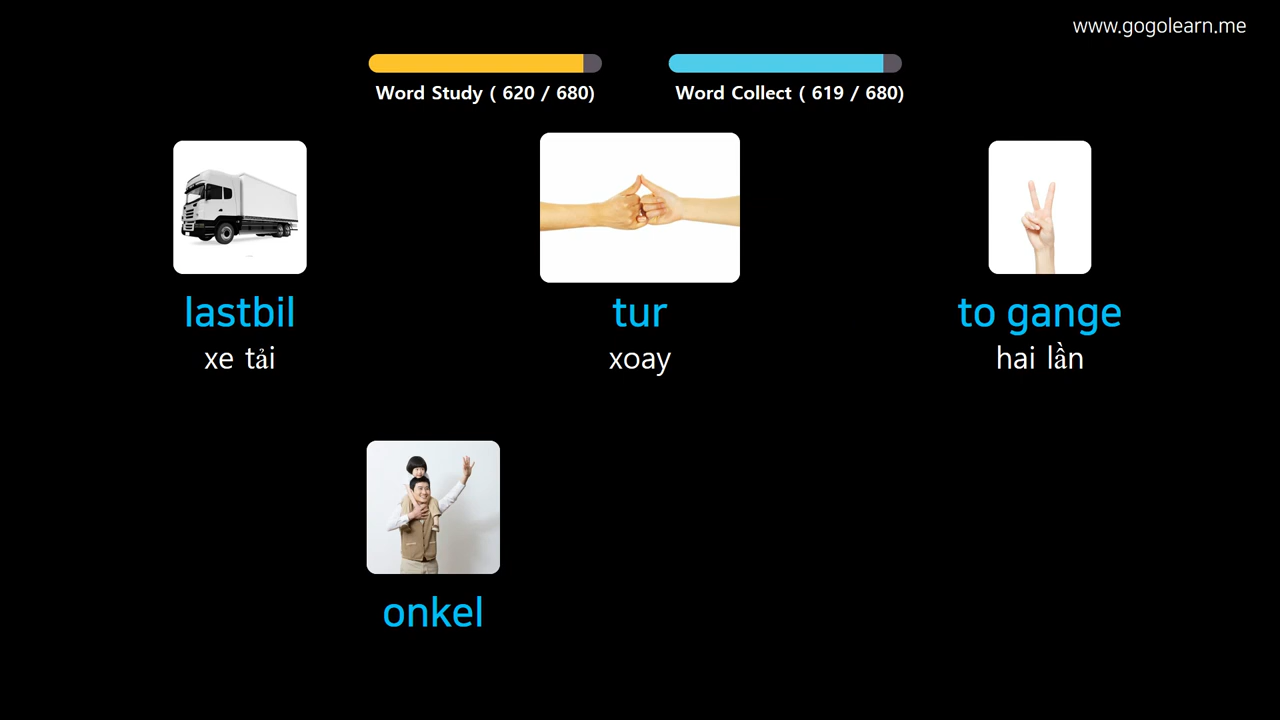 www.gogolearn.me
Word Study ( 620 / 680)
Word Collect ( 619 / 680)
lastbil
tur
to gange
xe tải
xoay
hai lần
onkel